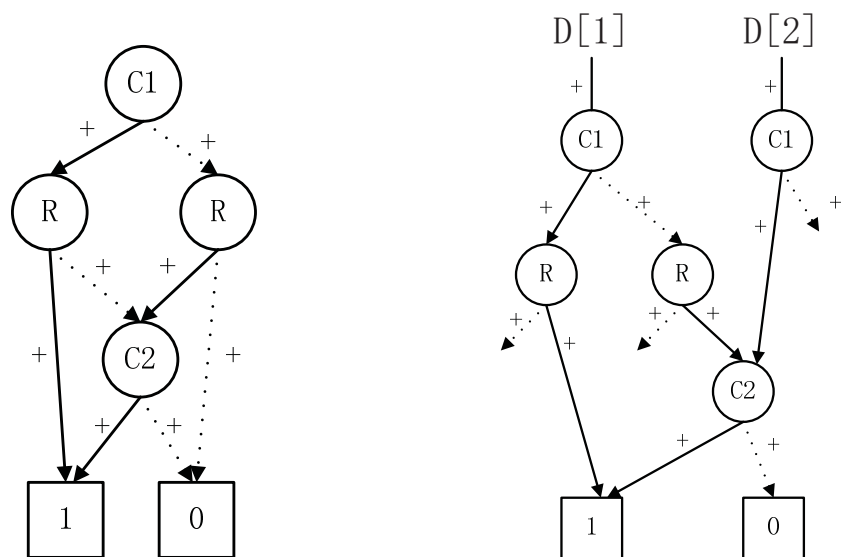 C1
+ +
R R
+ +
+ +
C2
+ +
1 0
D[1] D[2]
+ +
C1 C1
+ + + +
R R
+ + + +
C2
+ +
1 0